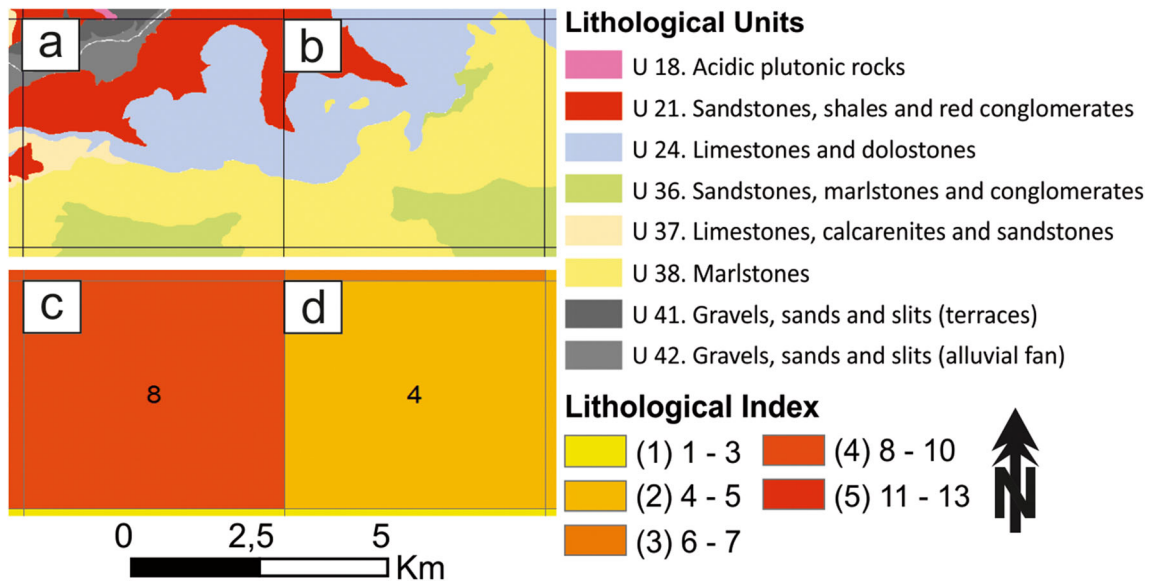 a
b
c
d
8
4
0 2,5 5
Km
Lithological Units
U 18. Acidic plutonic rocks
U 21. Sandstones, shales and red conglomerates
U 24. Limestones and dolostones
U 36. Sandstones, marlstones and conglomerates
U 37. Limestones, calcarenites and sandstones
U 38. Marlstones
U 41. Gravels, sands and slits (terraces)
U 42. Gravels, sands and slits (alluvial fan)
Lithological Index
(1) 1 - 3
(2) 4 - 5
(3) 6 - 7
(4) 8 - 10
(5) 11 - 13
N